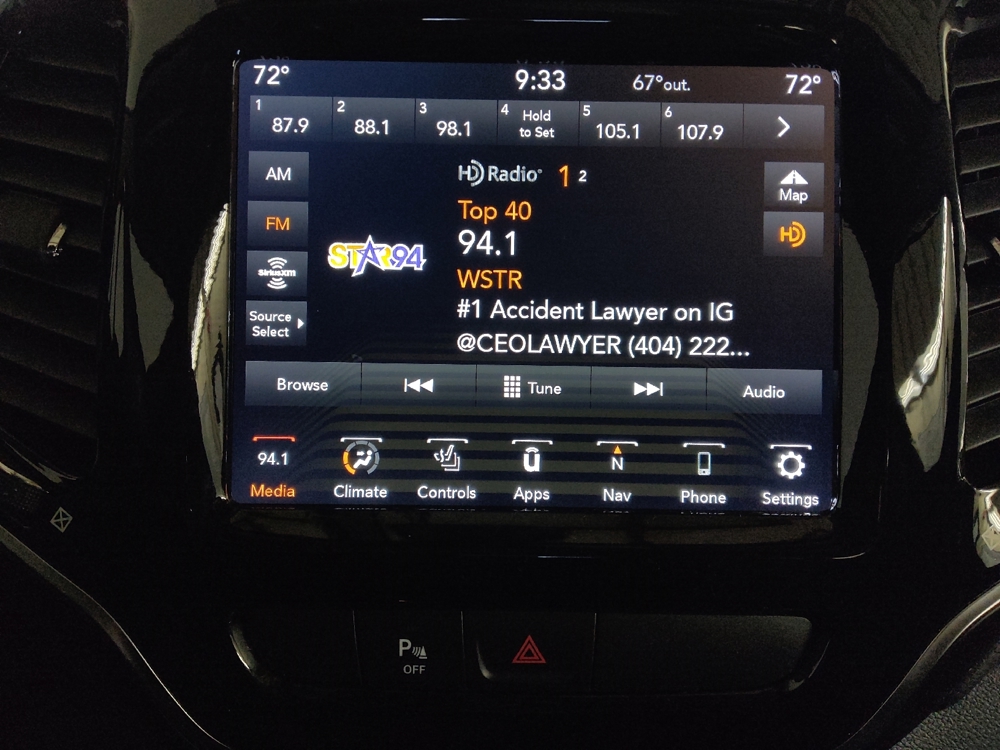 72° 9:33 67°out. 72°
1 2 3 4 Hold 5 6
87.9 88.1 98.1 to Set 105.1 107.9
AM HD Radio 1 2 Map
Top 40
FM 94.1 HD
STAR94
WSTR
SiriusXM
#1 Accident Lawyer on IG
Source
Select
@CEOLAWYER (404) 222...
Browse Tune Audio
94.1 u N
Media Climate Controls Apps Nav Phone Settings
P
OFF